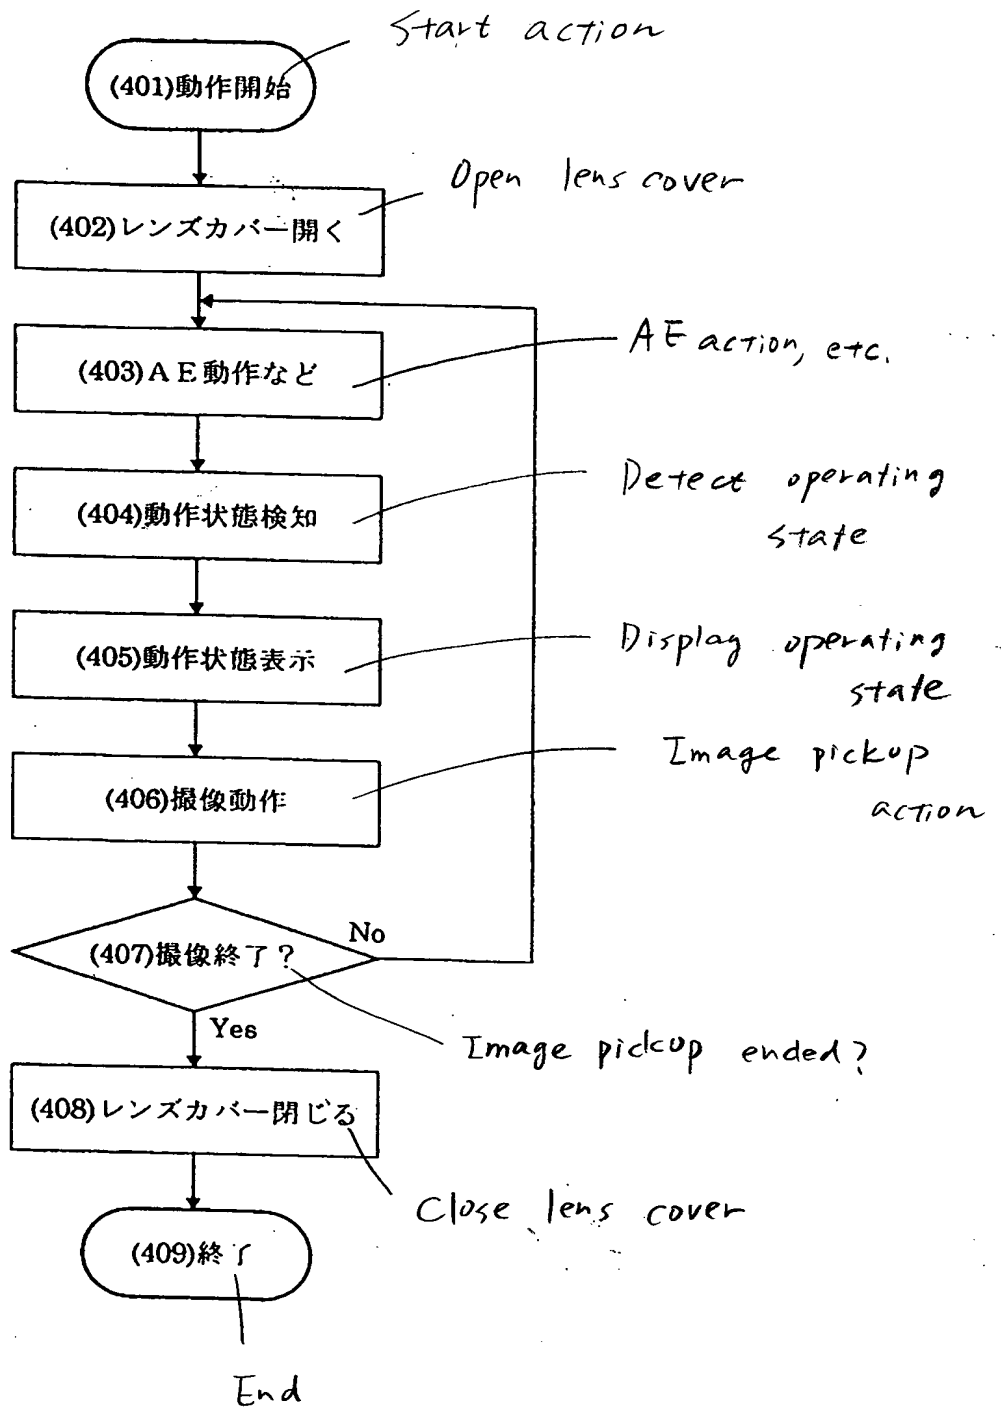 Start action
(401)動作開始
Open lens cover
(402)レンズカバー開く
AE action, etc.
(403)AE動作など
Detect operating
state
(404)動作状態検知
Display operating
state
(405)動作状態表示
Image pickup
action
(406)撮像動作
(407)撮像終了?
No
Yes
Image pickup ended?
(408)レンズカバー閉じる
Close lens cover
(409)終了
End